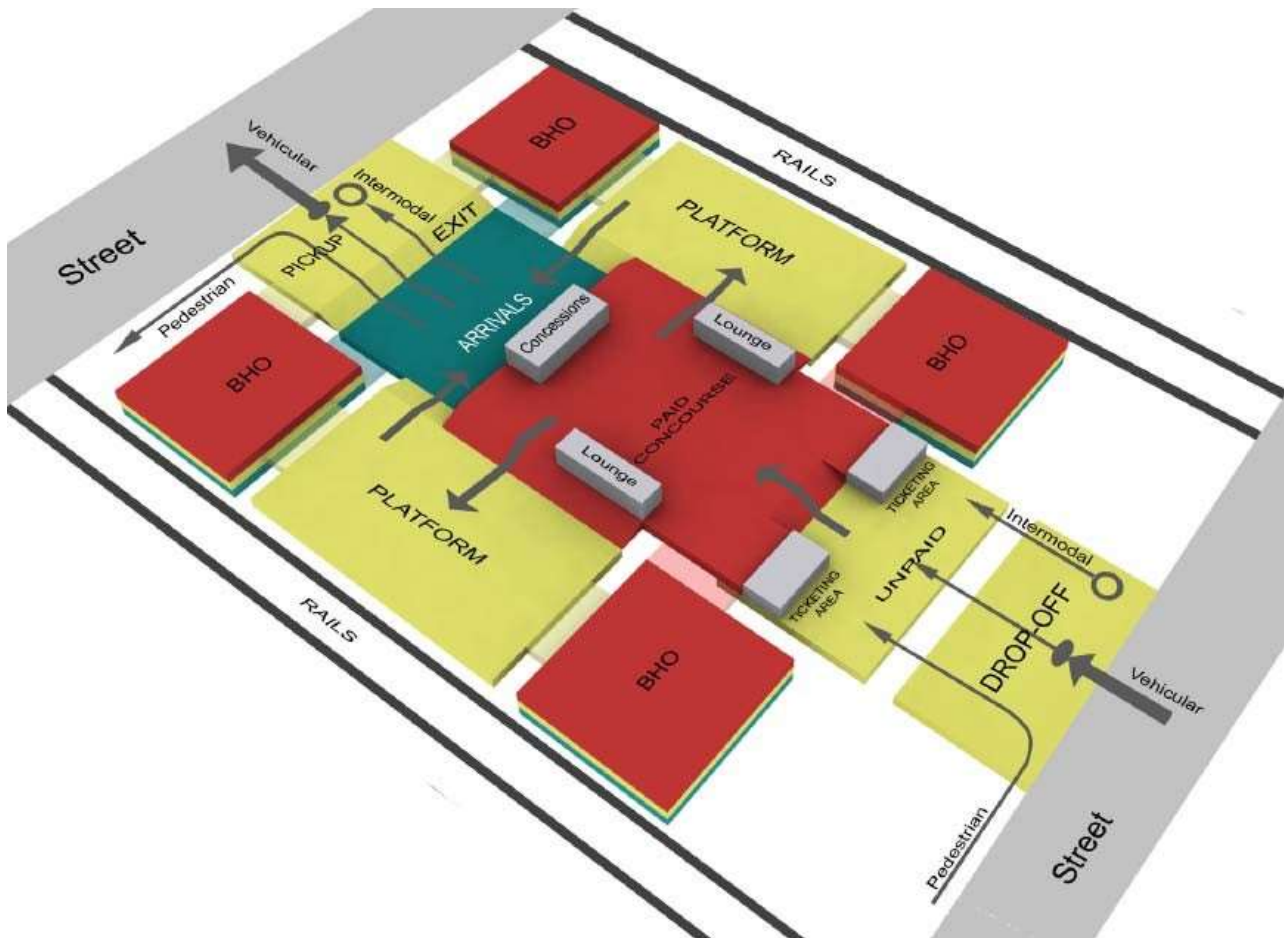 BHO
RAILS
Vehicular
Intermodal
EXIT
PICKUP
Street
Pedestrian
PLATFORM
ARRIVALS
Concessions
Lounge
BHO
BHO
PAID
CONCOURSE
Lounge
PLATFORM
TICKETING
AREA
Intermodal
UNPAID
TICKETING
AREA
DROP-OFF
Vehicular
RAILS
BHO
Pedestrian
Street